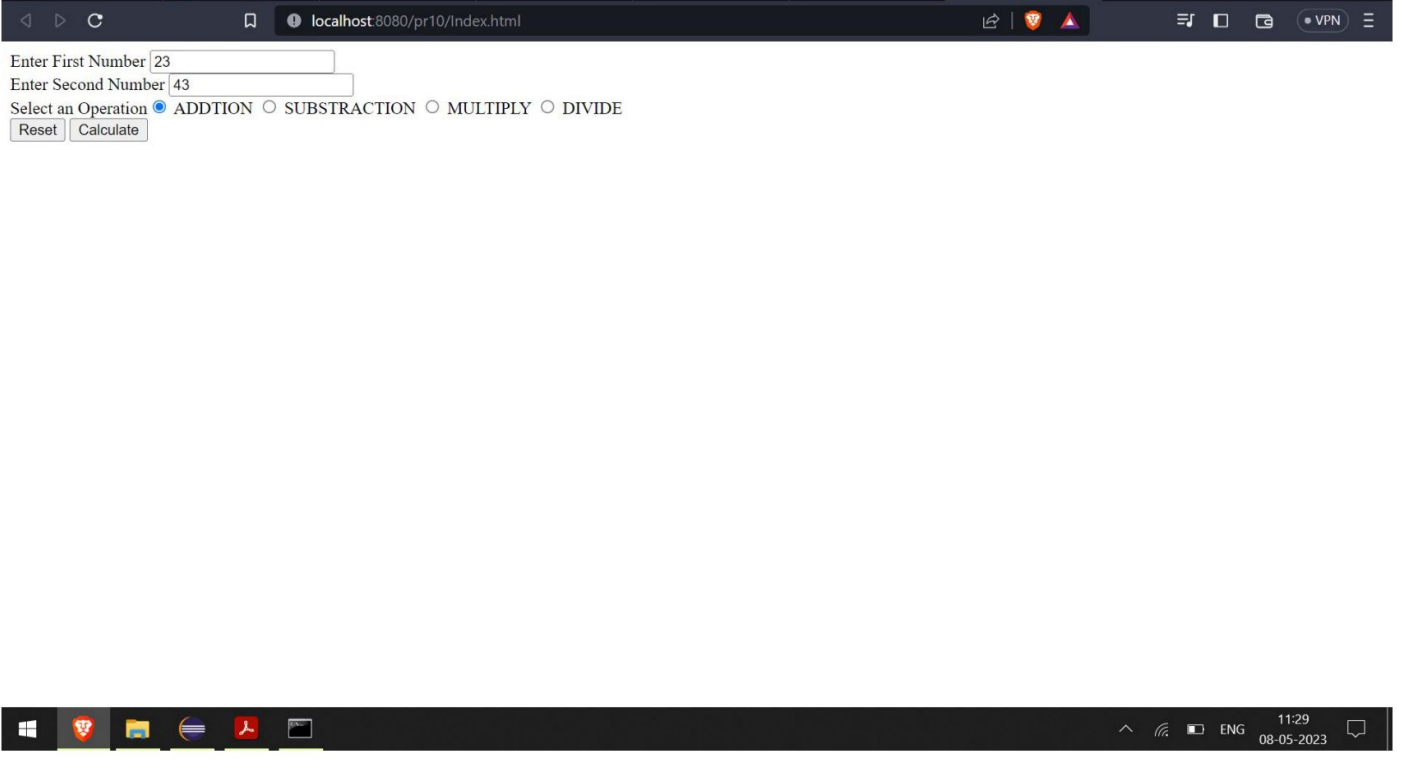 localhost:8080/pr10/Index.html VPN
Enter First Number 23
Enter Second Number 43
Select an Operation ADDTION SUBSTRACTION MULTIPLY DIVIDE
Reset Calculate
ENG 11:29
08-05-2023